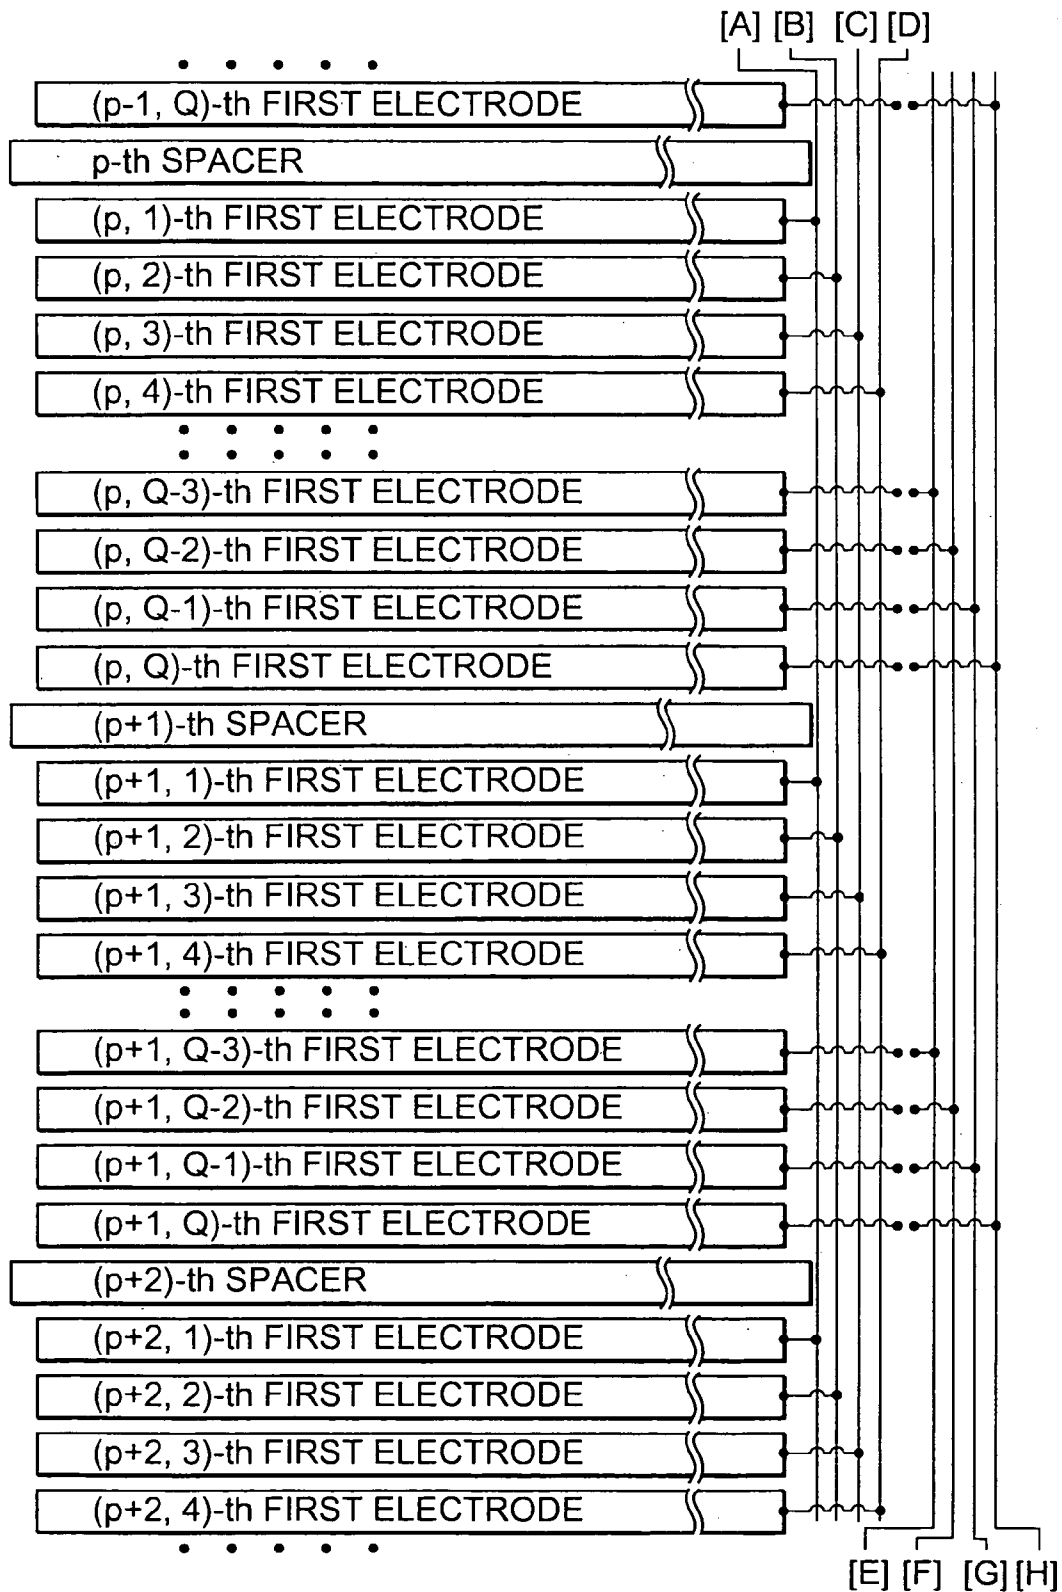 [A] [B] [C] [D]
(p-1, Q)-th FIRST ELECTRODE
p-th SPACER
(p, 1)-th FIRST ELECTRODE
(p, 2)-th FIRST ELECTRODE
(p, 3)-th FIRST ELECTRODE
(p, 4)-th FIRST ELECTRODE
(p, Q-3)-th FIRST ELECTRODE
(p, Q-2)-th FIRST ELECTRODE
(p, Q-1)-th FIRST ELECTRODE
(p, Q)-th FIRST ELECTRODE
(p+1)-th SPACER
(p+1, 1)-th FIRST ELECTRODE
(p+1, 2)-th FIRST ELECTRODE
(p+1, 3)-th FIRST ELECTRODE
(p+1, 4)-th FIRST ELECTRODE
(p+1, Q-3)-th FIRST ELECTRODE
(p+1, Q-2)-th FIRST ELECTRODE
(p+1, Q-1)-th FIRST ELECTRODE
(p+1, Q)-th FIRST ELECTRODE
(p+2)-th SPACER
(p+2, 1)-th FIRST ELECTRODE
(p+2, 2)-th FIRST ELECTRODE
(p+2, 3)-th FIRST ELECTRODE
(p+2, 4)-th FIRST ELECTRODE
[E] [F] [G] [H]